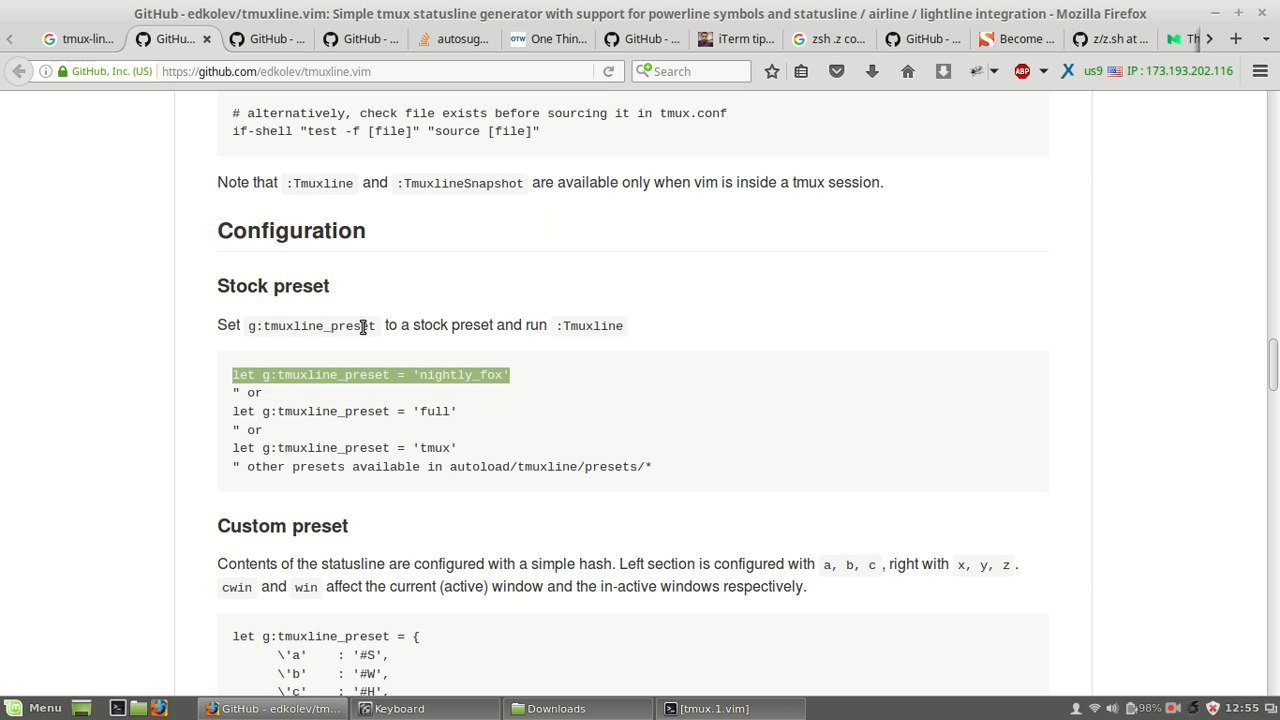 GitHub - edkolev/tmuxline.vim: Simple tmux statusline generator with support for powerline symbols and statusline / airline / lightline integration - Mozilla Firefox
tmux-lin... GitHu... GitHub - ... GitHub - ... autosug... One Thin... GitHub - ... iTerm tip... zsh .z co... GitHub - ... Become ... z/z.sh at ... Th
GitHub, Inc. (US) https://github.com/edkolev/tmuxline.vim Search ABP us9 IP : 173.193.202.116
# alternatively, check file exists before sourcing it in tmux.conf
if-shell "test -f [file]" "source [file]"
Note that :Tmuxline and :TmuxlineSnapshot are available only when vim is inside a tmux session.
Configuration
Stock preset
Set g:tmuxline_preset to a stock preset and run :Tmuxline
let g:tmuxline_preset = 'nightly_fox'
" or
let g:tmuxline_preset = 'full'
" or
let g:tmuxline_preset = 'tmux'
" other presets available in autoload/tmuxline/presets/*
Custom preset
Contents of the statusline are configured with a simple hash. Left section is configured with a, b, c , right with x, y, z .
cwin and win affect the current (active) window and the in-active windows respectively.
let g:tmuxline_preset = {
\'a' : '#S',
\'b' : '#W',
\'c' : '#H',
Menu GitHub - edkolev/tm... Keyboard Downloads [tmux.1.vim] 98% 12:55